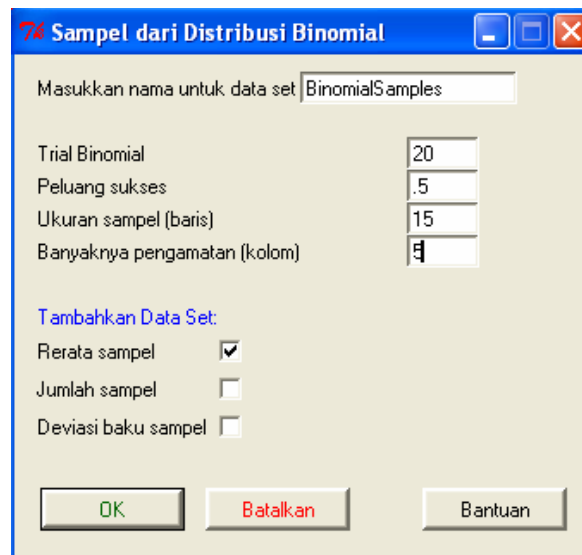 Sampel dari Distribusi Binomial
Masukkan nama untuk data set BinomialSamples
Trial Binomial 20
Peluang sukses .5
Ukuran sampel (baris) 15
Banyaknya pengamatan (kolom) 5
Tambahkan Data Set:
Rerata sampel
Jumlah sampel
Deviasi baku sampel
OK Batalkan Bantuan